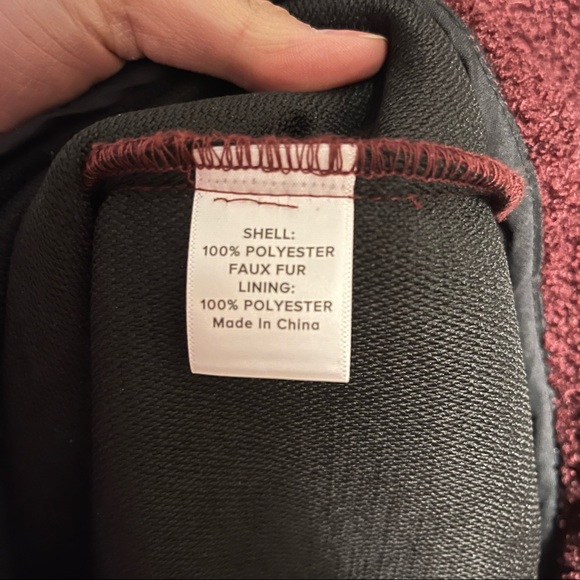 SHELL:
100% POLYESTER
FAUX FUR
LINING:
100% POLYESTER
Made in China